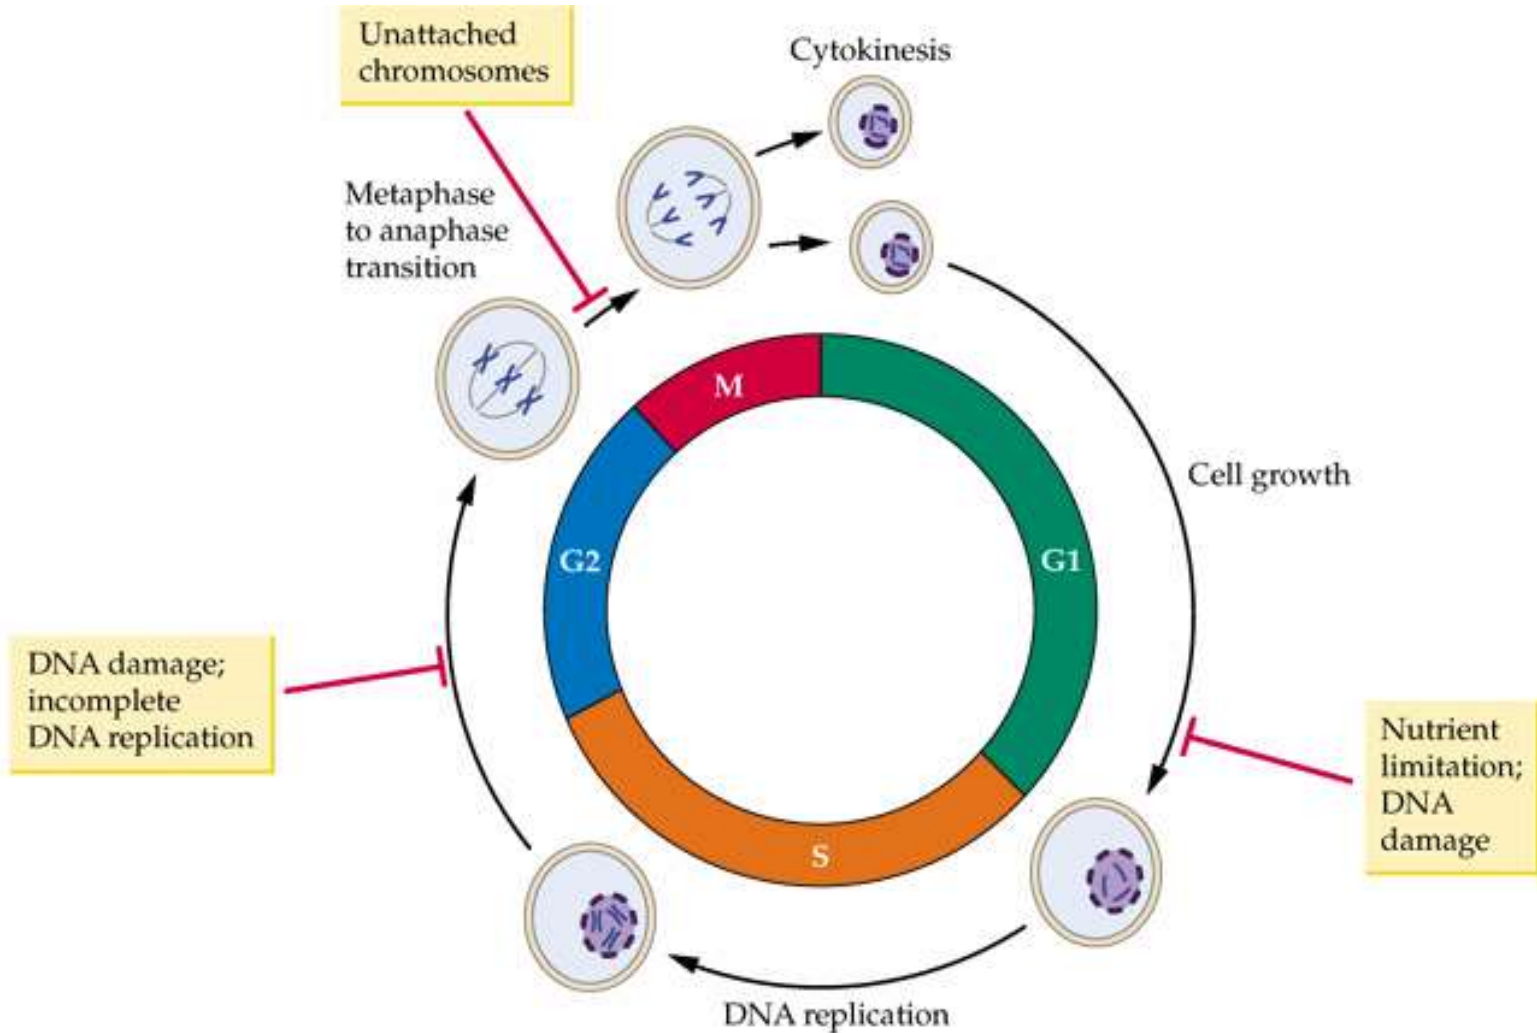 Unattached
chromosomes
Cytokinesis
Metaphase
to anaphase
transition
M
Cell growth
G2
G1
DNA damage;
incomplete
DNA replication
Nutrient
limitation;
DNA
damage
S
DNA replication